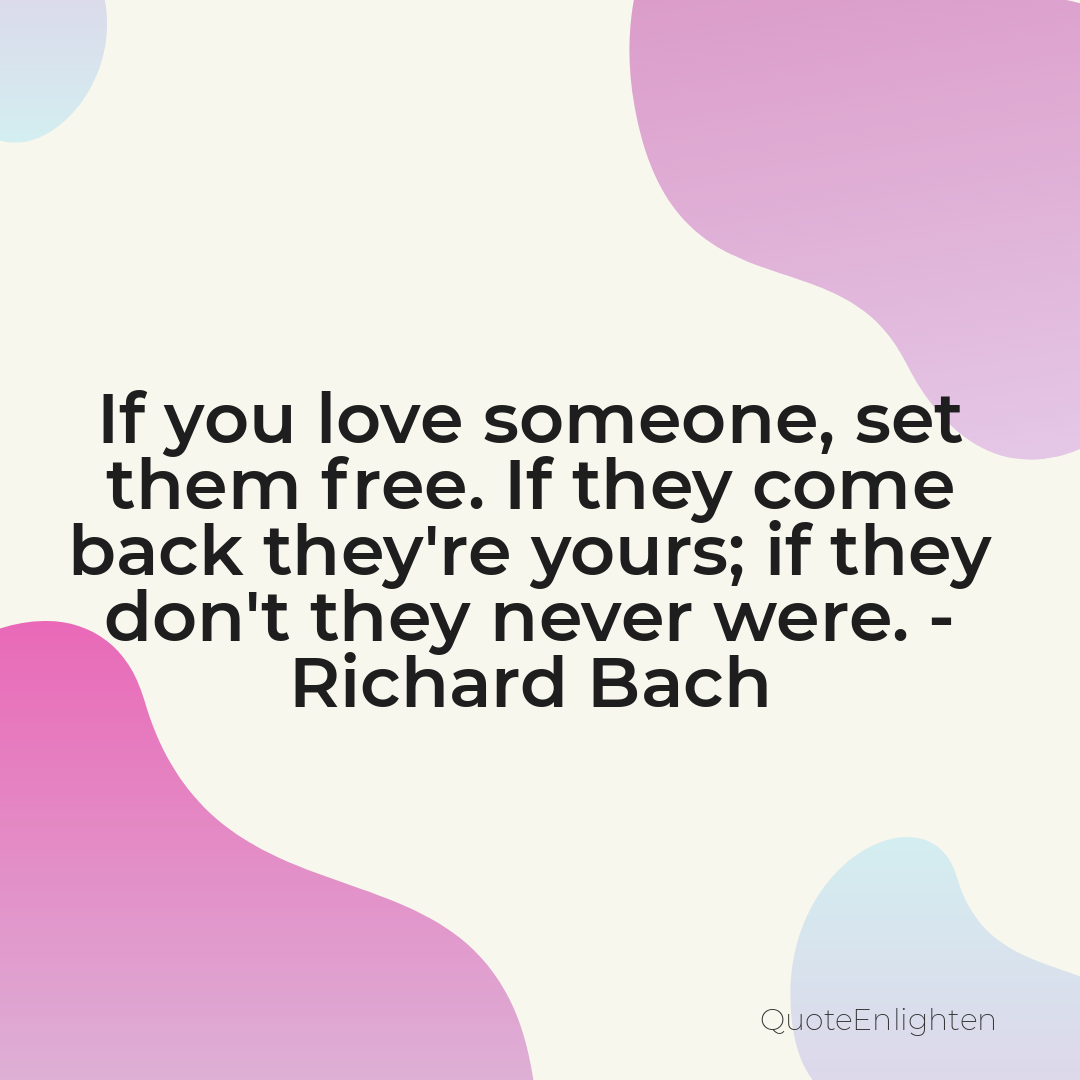 If you love someone, set
them free. If they come
back they're yours; if they
don't they never were. -
Richard Bach
QuoteEnlighten